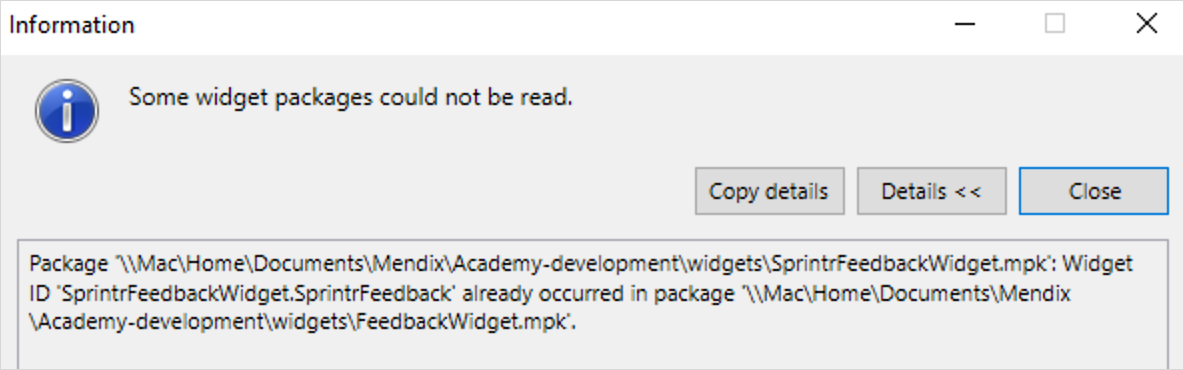 Information
Some widget packages could not be read.
Copy details
Details <<
Close
Package '\\Mac\Home\Documents\Mendix\Academy-development\widgets\SprintrFeedbackWidget.mpk': Widget
ID 'SprintrFeedbackWidget.SprintrFeedback' already occurred in package '\\Mac\Home\Documents\Mendix
\Academy-development\widgets\FeedbackWidget.mpk'.